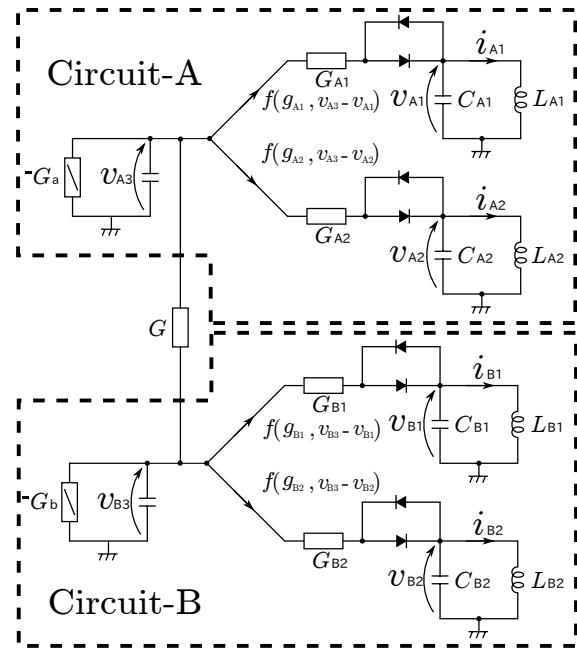 Circuit-A
G_A1
i_A1
f(g_A1, v_A3 - v_A1)
v_A1
C_A1
L_A1
-G_a
v_A3
f(g_A2, v_A3 - v_A2)
G_A2
i_A2
v_A2
C_A2
L_A2
G
G_B1
i_B1
f(g_B1, v_B3 - v_B1)
v_B1
C_B1
L_B1
-G_b
v_B3
f(g_B2, v_B3 - v_B2)
G_B2
i_B2
v_B2
C_B2
L_B2
Circuit-B